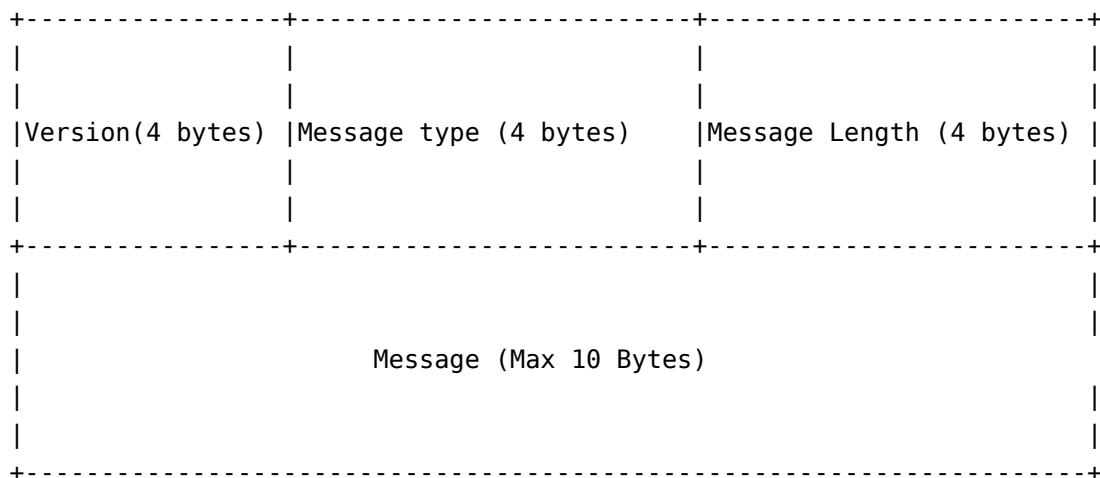 Version(4 bytes) Message type (4 bytes) Message Length (4 bytes)
Message (Max 10 Bytes)